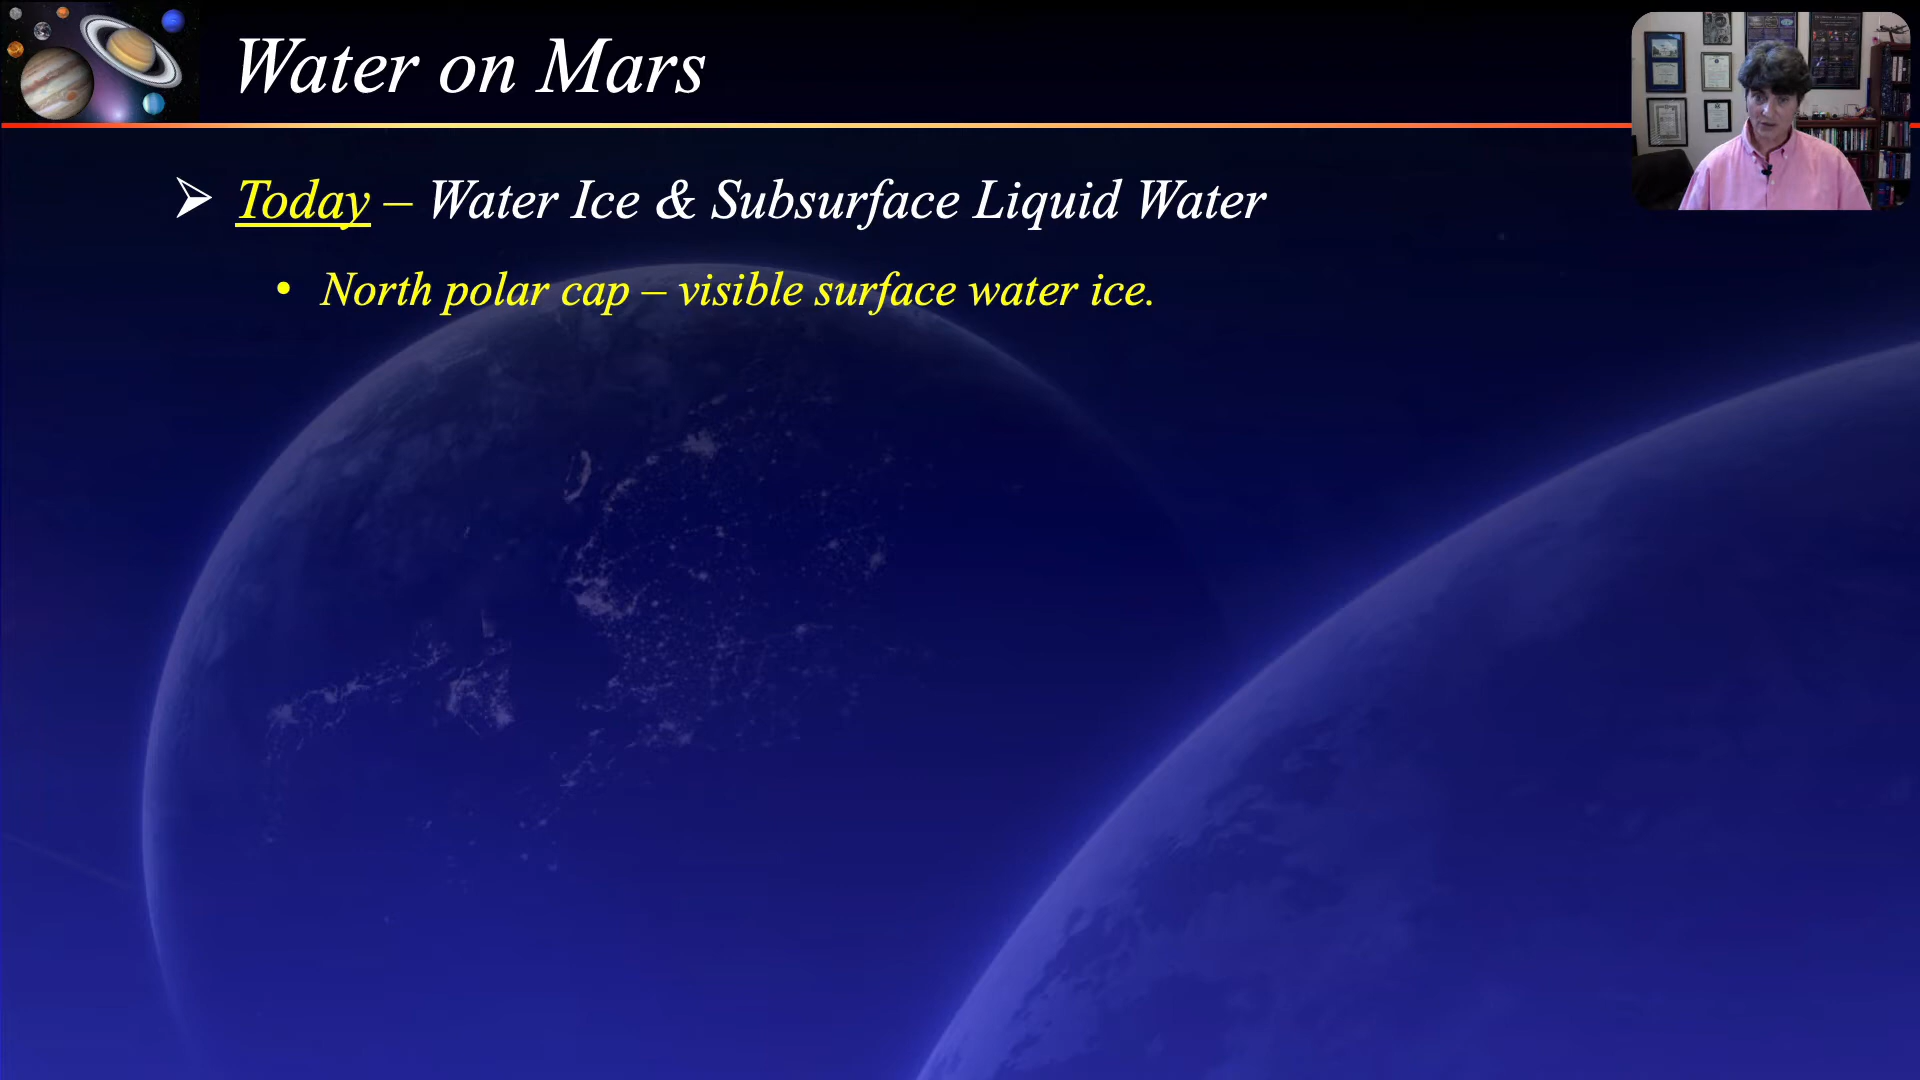 Water on Mars
Today – Water Ice & Subsurface Liquid Water
• North polar cap – visible surface water ice.